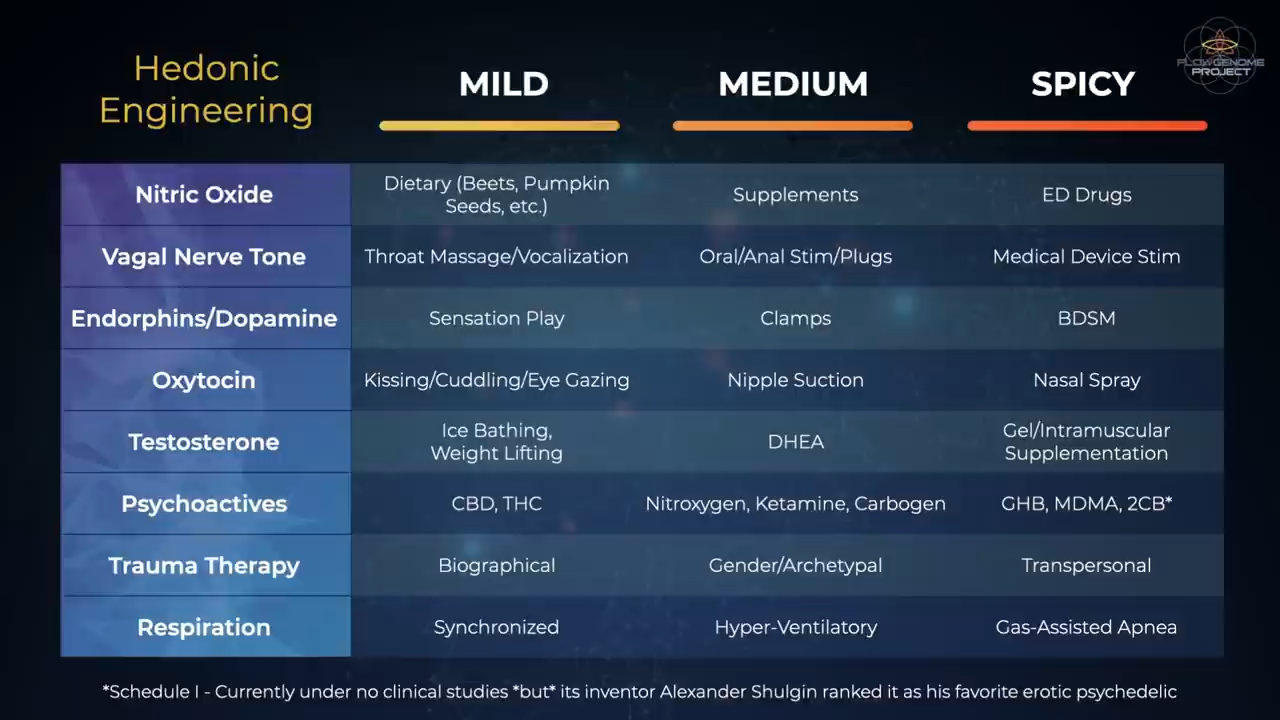 Hedonic
Engineering
MILD
MEDIUM
SPICY
FLOWGENOME
PROJECT
Nitric Oxide
Dietary (Beets, Pumpkin
Seeds, etc.)
Supplements
ED Drugs
Vagal Nerve Tone
Throat Massage/Vocalization
Oral/Anal Stim/Plugs
Medical Device Stim
Endorphins/Dopamine
Sensation Play
Clamps
BDSM
Oxytocin
Kissing/Cuddling/Eye Gazing
Nipple Suction
Nasal Spray
Testosterone
Ice Bathing,
Weight Lifting
DHEA
Gel/Intramuscular
Supplementation
Psychoactives
CBD, THC
Nitroxygen, Ketamine, Carbogen
GHB, MDMA, 2CB*
Trauma Therapy
Biographical
Gender/Archetypal
Transpersonal
Respiration
Synchronized
Hyper-Ventilatory
Gas-Assisted Apnea
*Schedule I - Currently under no clinical studies *but* its inventor Alexander Shulgin ranked it as his favorite erotic psychedelic